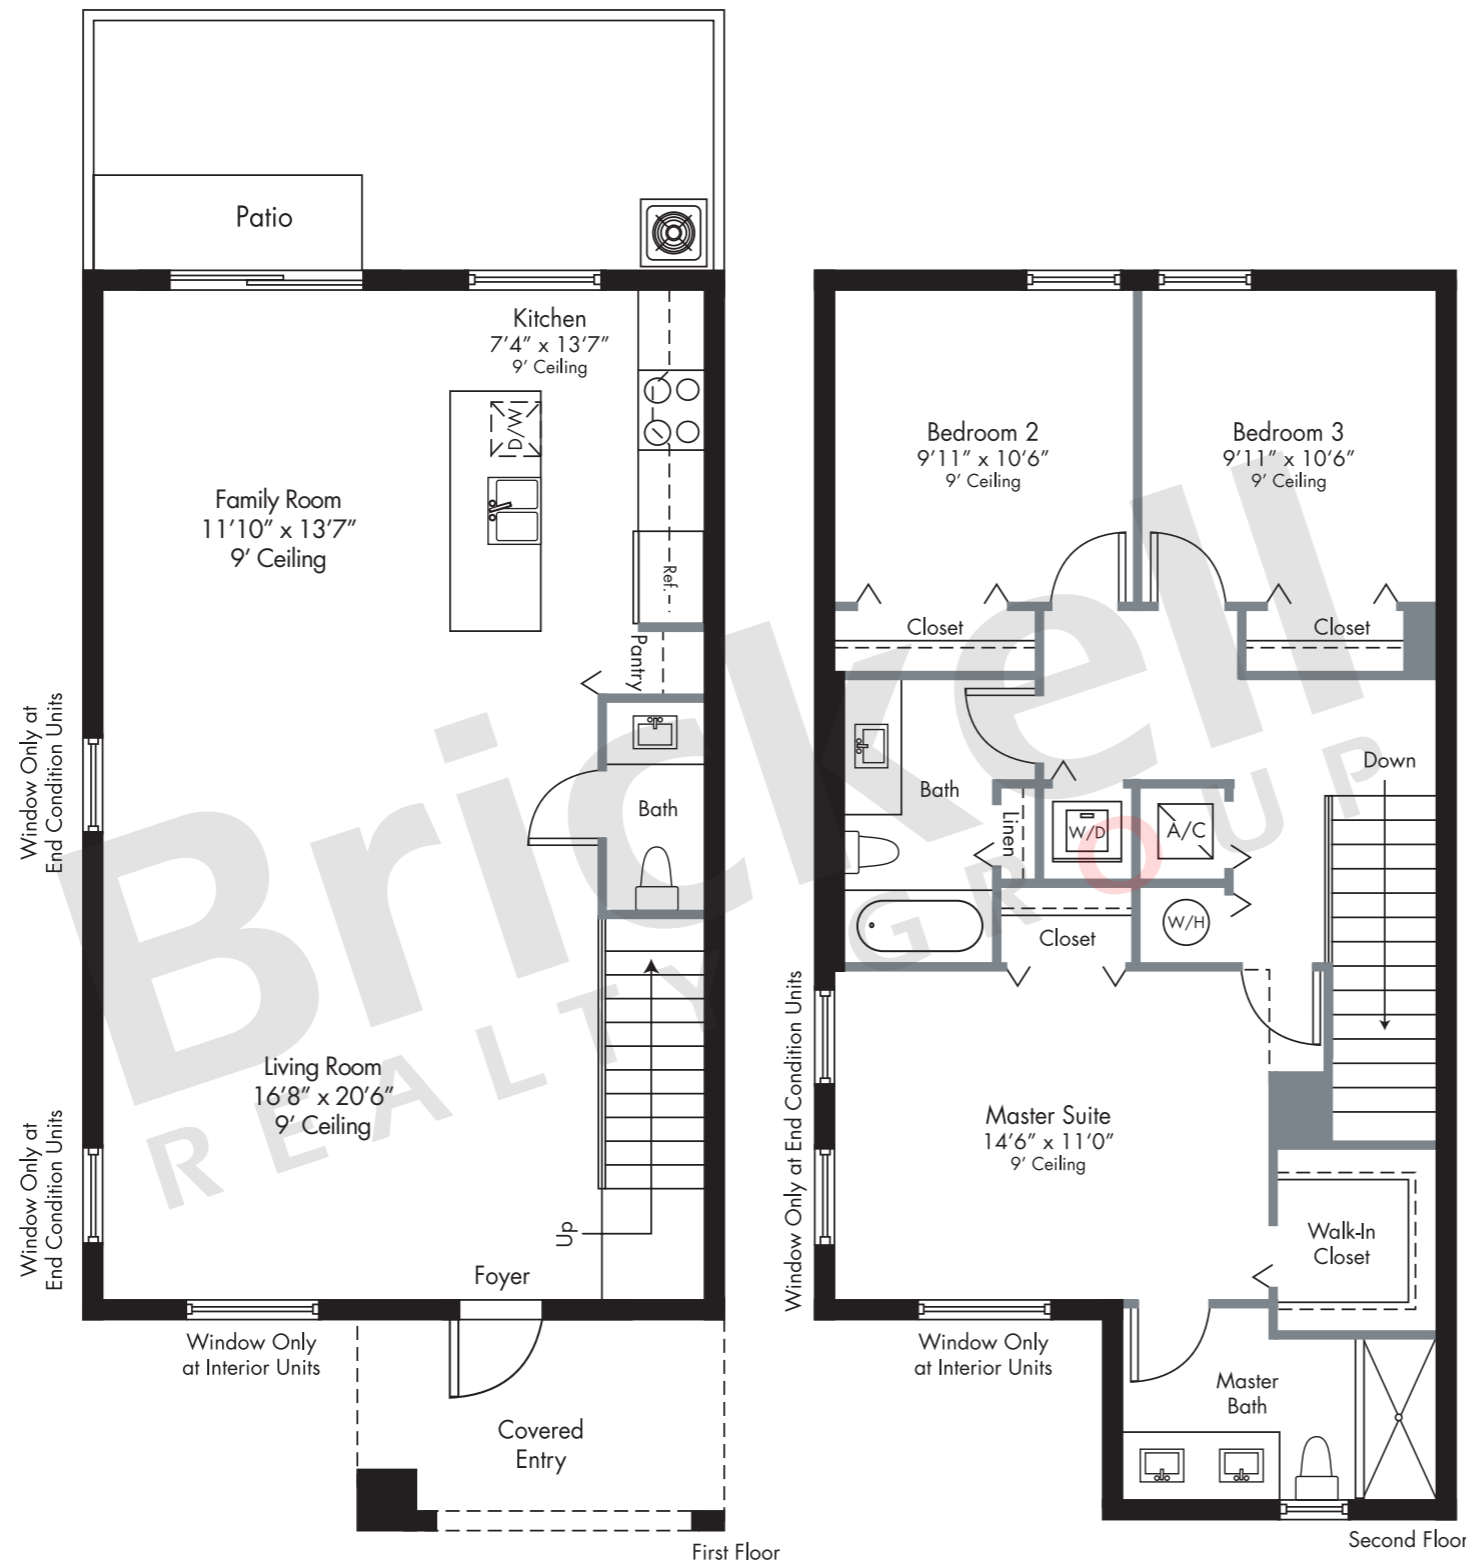 Patio
Kitchen
7'4" x 13'7"
9' Ceiling
D/W
Family Room
11'10" x 13'7"
9' Ceiling
Ref.
Pantry
Window Only at
End Condition Units
Bath
Living Room
16'8" x 20'6"
9' Ceiling
Window Only at
End Condition Units
Up
Foyer
Window Only
at Interior Units
Covered
Entry
First Floor
Bedroom 2
9'11" x 10'6"
9' Ceiling
Bedroom 3
9'11" x 10'6"
9' Ceiling
Closet
Closet
Down
Bath
Linen
W/D
A/C
W/H
Closet
Window Only at End Condition Units
Master Suite
14'6" x 11'0"
9' Ceiling
Walk-In
Closet
Window Only
at Interior Units
Master
Bath
Second Floor
Brickell
REALTY GROUP